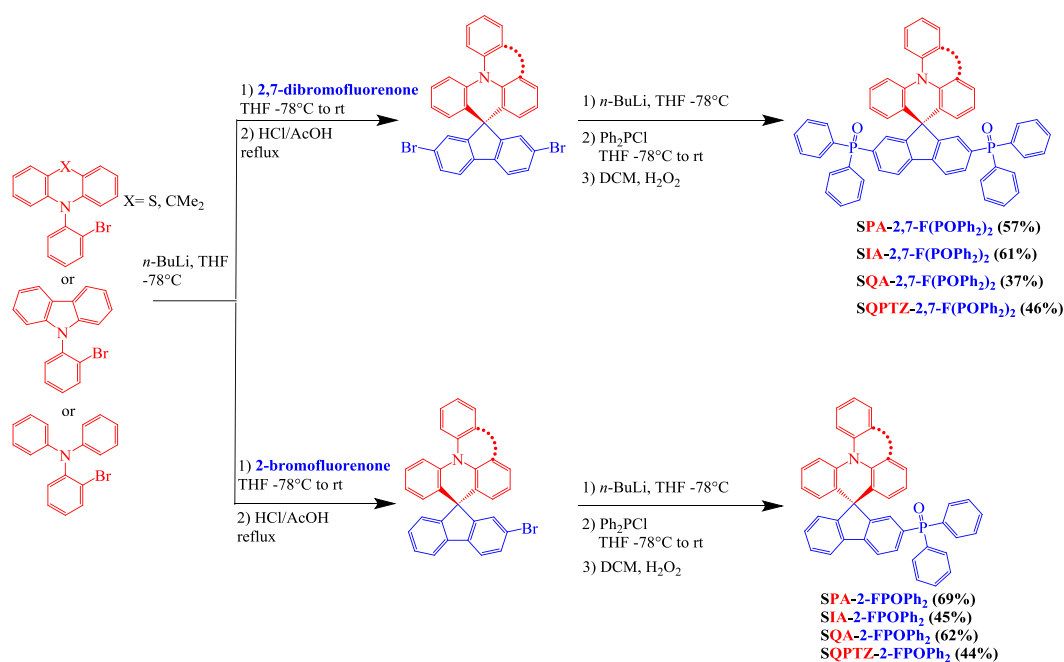 X
N
Br
X= S, CMe₂
or
N
Br
or
N
Br
n-BuLi, THF
-78°C
1) 2,7-dibromofluorenone
THF -78°C to rt
2) HCl/AcOH
reflux
N
Br
Br
1) n-BuLi, THF -78°C
2) Ph₂PCl
THF -78°C to rt
3) DCM, H₂O₂
N
O
P
O
P
SPA-2,7-F(POPh₂)₂ (57%)
SIA-2,7-F(POPh₂)₂ (61%)
SQA-2,7-F(POPh₂)₂ (37%)
SQPTZ-2,7-F(POPh₂)₂ (46%)
1) 2-bromofluorenone
THF -78°C to rt
2) HCl/AcOH
reflux
N
Br
1) n-BuLi, THF -78°C
2) Ph₂PCl
THF -78°C to rt
3) DCM, H₂O₂
N
O
P
SPA-2-FPOPh₂ (69%)
SIA-2-FPOPh₂ (45%)
SQA-2-FPOPh₂ (62%)
SQPTZ-2-FPOPh₂ (44%)